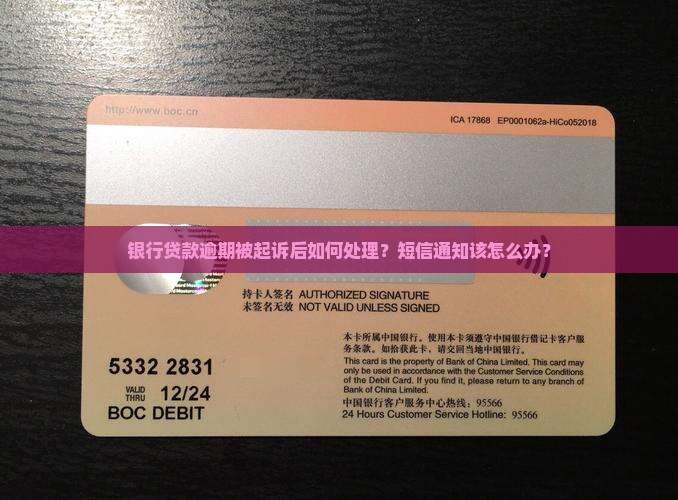 http://www.boc.cn
ICA 17868 EP0001062a-HiCo052018
银行贷款逾期被起诉后如何处理？短信通知该怎么办？
持卡人签名 AUTHORIZED SIGNATURE
未签名无效 NOT VALID UNLESS SIGNED
本卡所属中国银行。使用本卡须遵守中国银行借记卡客户服
务条款。如拾获此卡，请交回当地中国银行。
This card is the property of Bank of China Limited. This card may
only be used in accordance with the Customer Service Conditions
of the Debit Card. If you find it, please return to any branch of
Bank of China Limited.
中国银行客户服务中心热线：95566
24 Hours Customer Service Hotline: 95566
5332 2831
VALID
THRU 12/24
BOC DEBIT